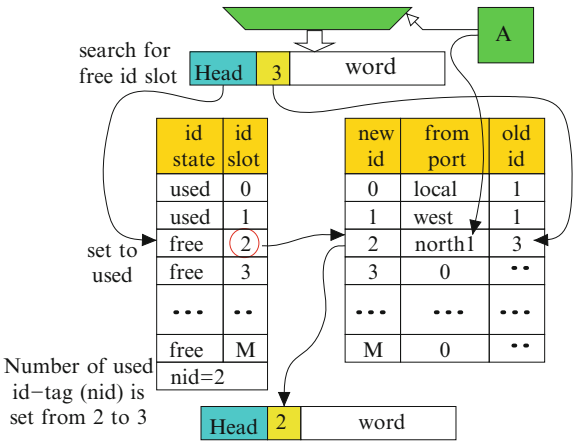 A
search for
free id slot
Head 3 word
id state id slot
used 0
used 1
free 2
free 3
... ..
free M
nid=2
new id from port old id
0 local 1
1 west 1
2 north1 3
3 0 ..
... ... ..
M 0 ..
set to
used
Number of used
id-tag (nid) is
set from 2 to 3
Head 2 word